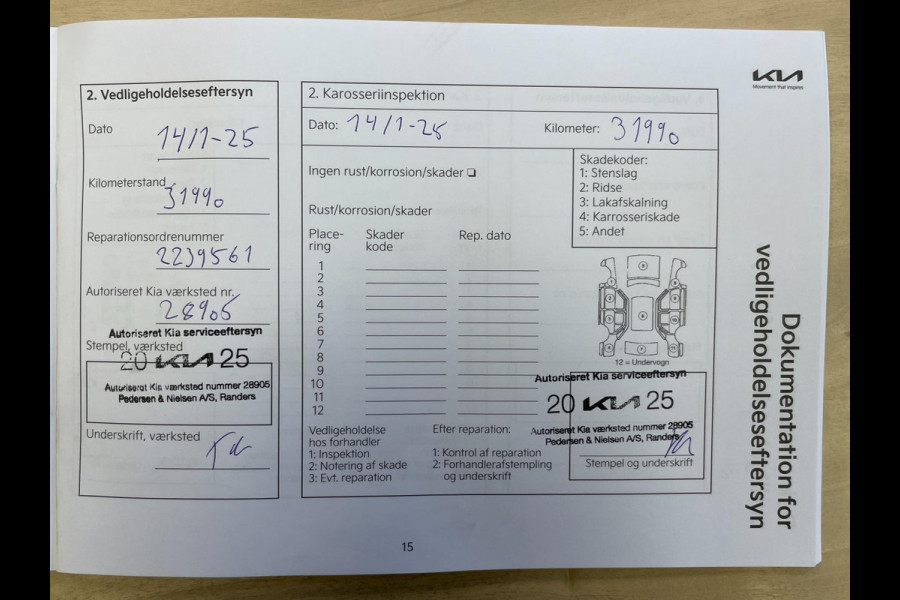 KIA
Movement that inspires
Dokumentation for
vedligeholdelseseftersyn
2. Vedligeholdelseseftersyn
Dato
14/1-25
Kilometerstand
31990
Reparationsordrenummer
2239561
Autoriseret Kia værksted nr.
28905
Autoriseret Kia serviceeftersyn
Stempel, værksted
20 KIA 25
Autoriseret Kia værksted nummer 28905
Pedersen & Nielsen A/S, Randers
Underskrift, værksted
2. Karosseriinspektion
Dato: 14/1-25 Kilometer: 31990
Ingen rust/korrosion/skader
Skadekoder:
1: Stenslag
2: Ridse
3: Lakafskalning
4: Karrosseriskade
5: Andet
Rust/korrosion/skader
Place-
ring
Skader
kode
Rep. dato
1
2
3
4
5
6
7
8
9
10
11
12
12 = Undervogn
Autoriseret Kia serviceeftersyn
20 KIA 25
Autoriseret Kia værksted nummer 28905
Pedersen & Nielsen A/S, Randers
Stempel og underskrift
Vedligeholdelse
hos forhandler
1: Inspektion
2: Notering af skade
3: Evt. reparation
Efter reparation:
1: Kontrol af reparation
2: Forhandlerafstempling
og underskrift
15